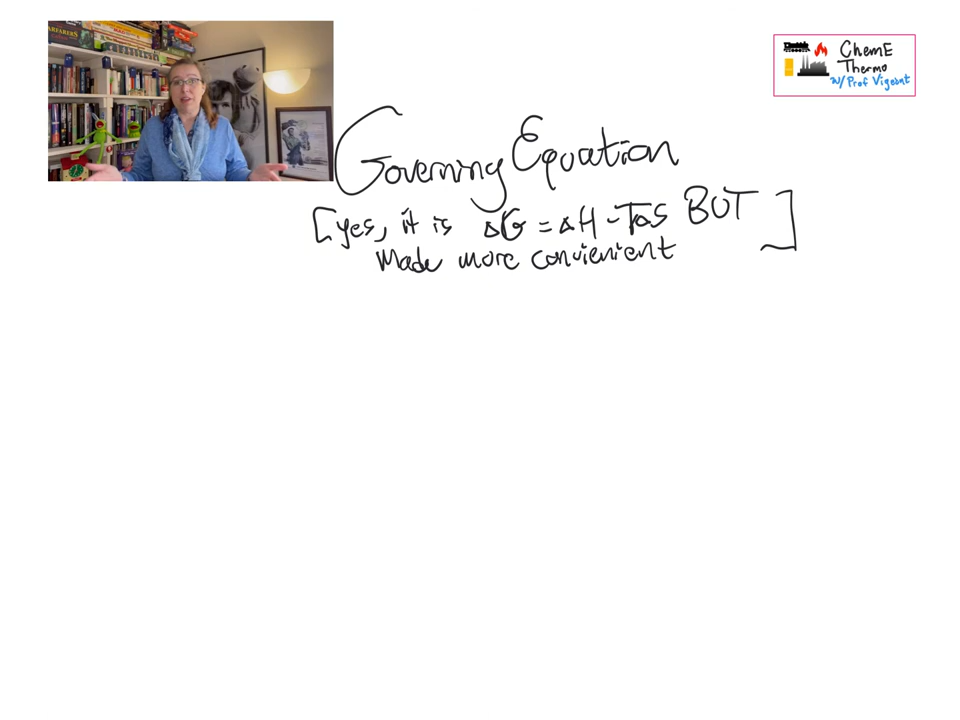 ChemE
Thermo
w/ Prof Vigeant
Governing Equation
[yes, it is ΔG = ΔH - TΔS BUT
made more convienient ]